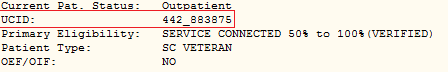 Current Pat. Status:   Outpatient
UCID:                  442_883875
Primary Eligibility:   SERVICE CONNECTED 50% to 100%(VERIFIED)
Patient Type:          SC VETERAN
OEF/OIF:               NO